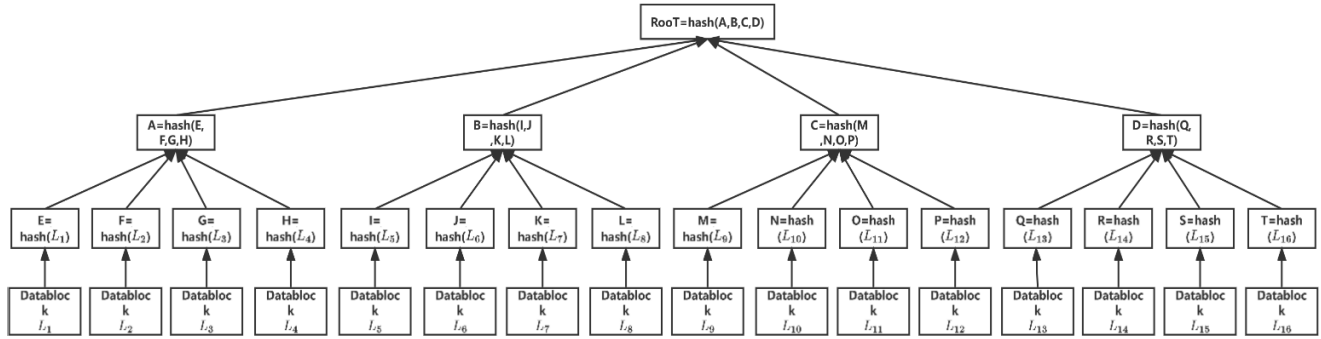 RooT=hash(A,B,C,D)
A=hash(E,
F,G,H)
B=hash(I,J
,K,L)
C=hash(M
,N,O,P)
D=hash(Q,
R,S,T)
E=
hash(L₁)
F=
hash(L₂)
G=
hash(L₃)
H=
hash(L₄)
I=
hash(L₅)
J=
hash(L₆)
K=
hash(L₇)
L=
hash(L₈)
M=
hash(L₉)
N=hash
(L₁₀)
O=hash
(L₁₁)
P=hash
(L₁₂)
Q=hash
(L₁₃)
R=hash
(L₁₄)
S=hash
(L₁₅)
T=hash
(L₁₆)
Databloc
k
L₁
Databloc
k
L₂
Databloc
k
L₃
Databloc
k
L₄
Databloc
k
L₅
Databloc
k
L₆
Databloc
k
L₇
Databloc
k
L₈
Databloc
k
L₉
Databloc
k
L₁₀
Databloc
k
L₁₁
Databloc
k
L₁₂
Databloc
k
L₁₃
Databloc
k
L₁₄
Databloc
k
L₁₅
Databloc
k
L₁₆